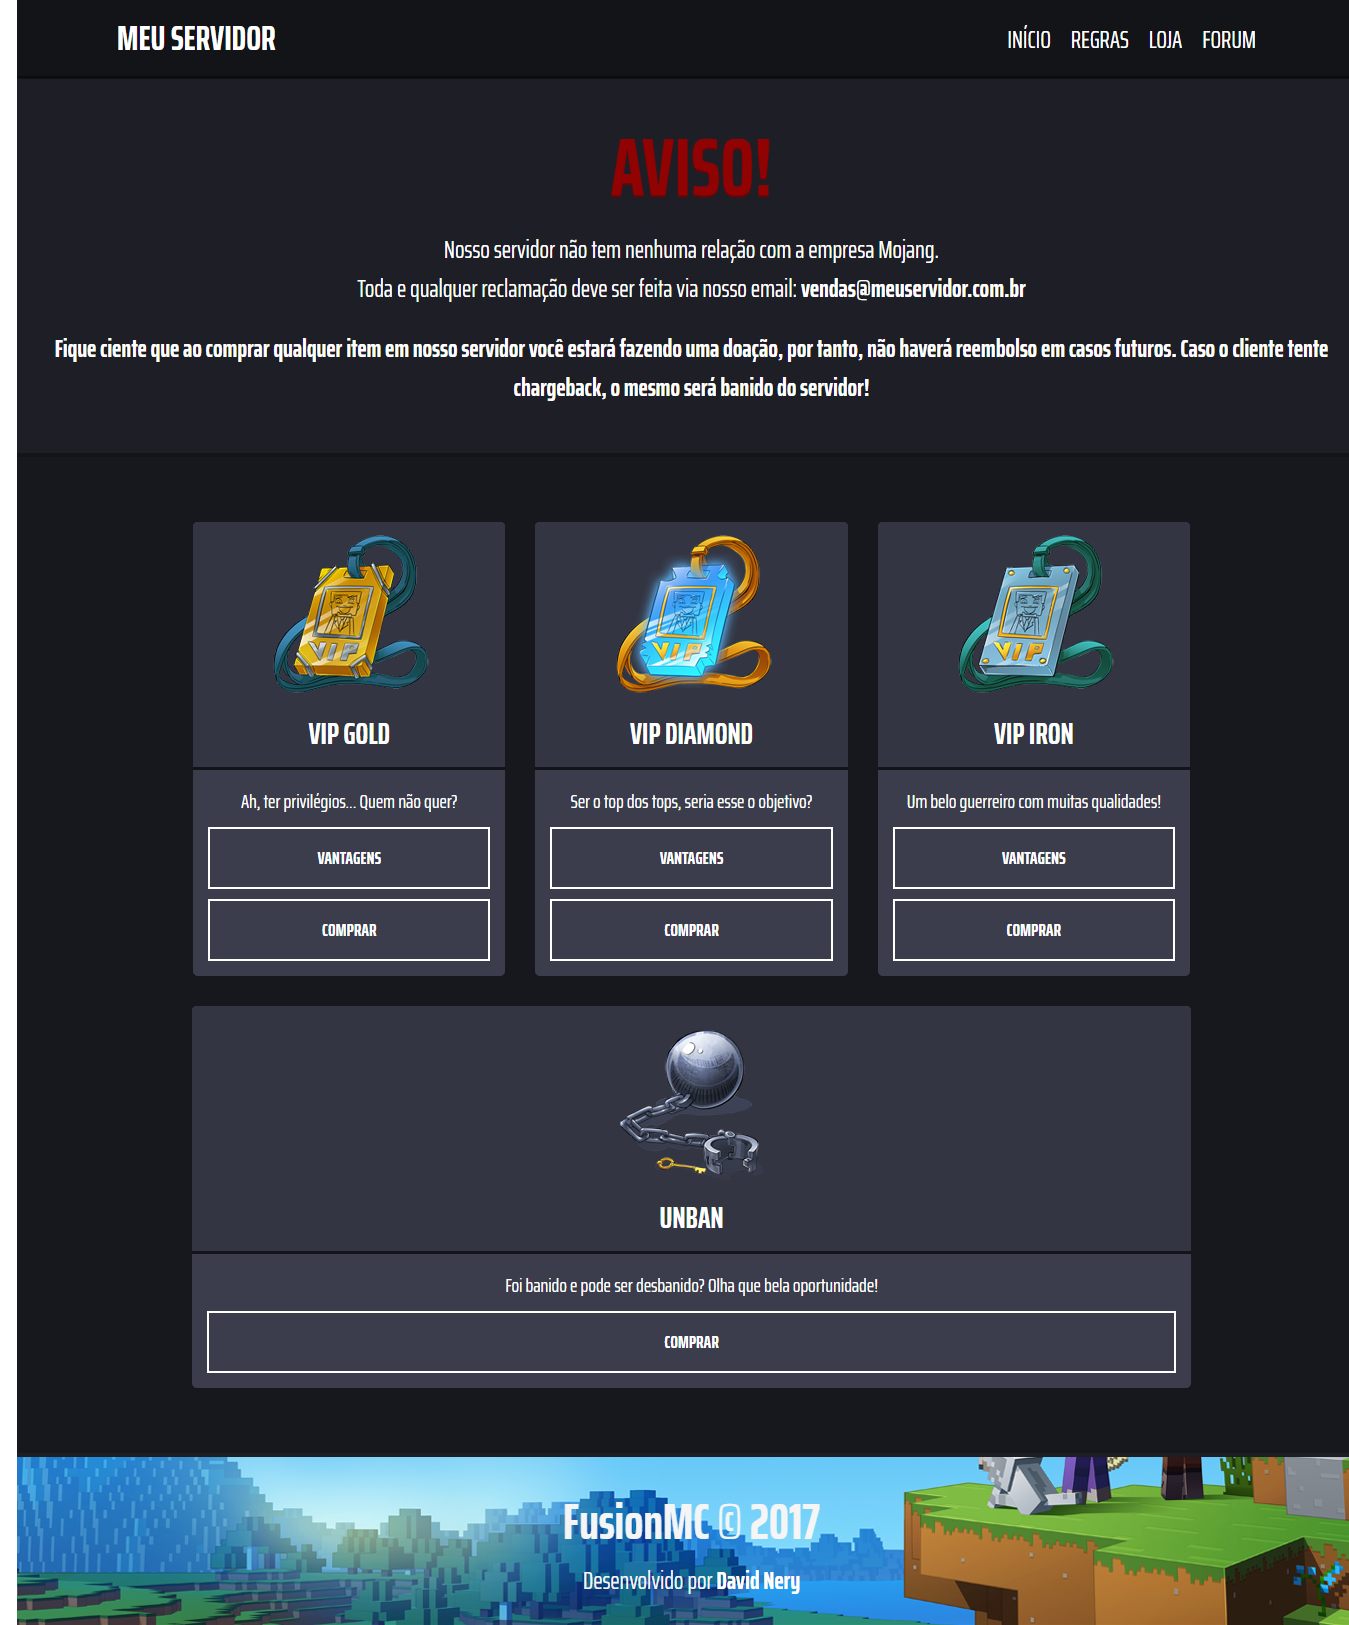 MEU SERVIDOR
INÍCIO REGRAS LOJA FORUM
AVISO!
Nosso servidor não tem nenhuma relação com a empresa Mojang.
Toda e qualquer reclamação deve ser feita via nosso email: vendas@meuservidor.com.br
Fique ciente que ao comprar qualquer item em nosso servidor você estará fazendo uma doação, por tanto, não haverá reembolso em casos futuros. Caso o cliente tente
chargeback, o mesmo será banido do servidor!
VIP
VIP GOLD
Ah, ter privilégios... Quem não quer?
VANTAGENS
COMPRAR
VIP
VIP DIAMOND
Ser o top dos tops, seria esse o objetivo?
VANTAGENS
COMPRAR
VIP
VIP IRON
Um belo guerreiro com muitas qualidades!
VANTAGENS
COMPRAR
UNBAN
Foi banido e pode ser desbanido? Olha que bela oportunidade!
COMPRAR
FusionMC © 2017
Desenvolvido por David Nery